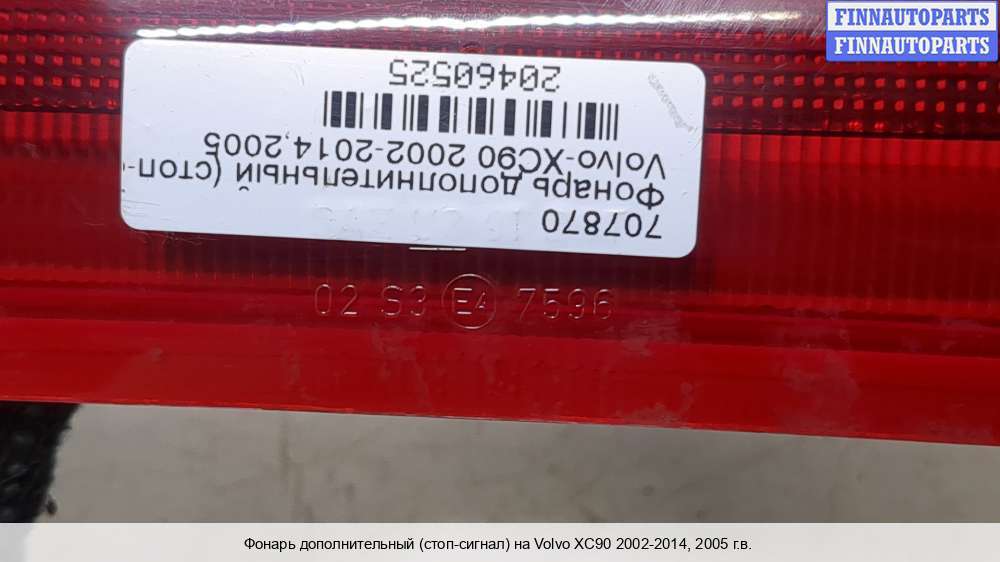 FINNAUTOPARTS
FINNAUTOPARTS
707870
Фонарь дополнительный (стоп-
Volvo-XC90 2002-2014,2005
20460525
02 S3 E4 7536
Фонарь дополнительный (стоп-сигнал) на Volvo XC90 2002-2014, 2005 г.в.